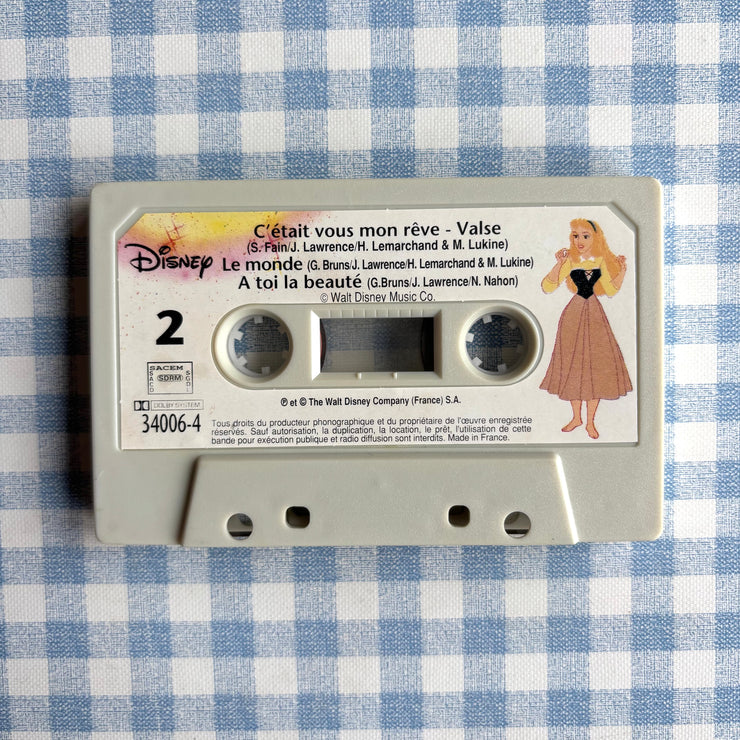 C'était vous mon rêve - Valse
(S. Fain/J. Lawrence/H. Lemarchand & M. Lukine)
Disney
Le monde (G. Bruns/J. Lawrence/H. Lemarchand & M. Lukine)
A toi la beauté (G.Bruns/J. Lawrence/N. Nahon)
© Walt Disney Music Co.
2
SACEM
SACD SDRM SCDL
℗ et © The Walt Disney Company (France) S.A.
DOLBY SYSTEM
34006-4
Tous droits du producteur phonographique et du propriétaire de l'œuvre enregistrée
réservés. Sauf autorisation, la duplication, la location, le prêt, l'utilisation de cette
bande pour exécution publique et radio diffusion sont interdits. Made in France.